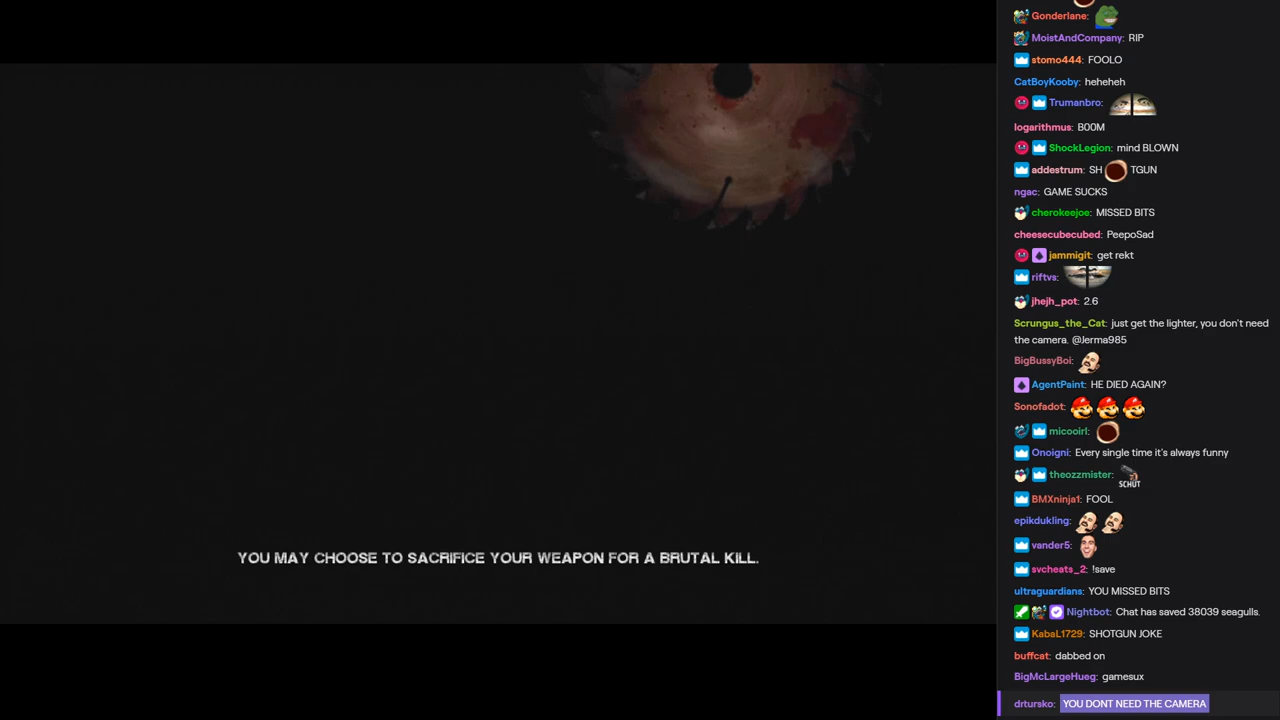 Gonderlane:
MoistAndCompany: RIP
stomo444: FOOLO
CatBoyKooby: heheheh
Trumanbro:
logarithmus: B00M
ShockLegion: mind BLOWN
addestrum: SH TGUN
ngac: GAME SUCKS
cherokeejoe: MISSED BITS
cheesecubecubed: PeepoSad
jammigit: get rekt
riftvs:
jhejh_pot: 2.6
Scrungus_the_Cat: just get the lighter, you don't need
the camera. @Jerma985
BigBussyBoi:
AgentPaint: HE DIED AGAIN?
Sonofadot:
micooirl:
Onoigni: Every single time it's always funny
theozzmister: SCHUT
BMXninja1: FOOL
epikdukling:
vander5:
svcheats_2: !save
ultraguardians: YOU MISSED BITS
Nightbot: Chat has saved 38039 seagulls.
KabaL1729: SHOTGUN JOKE
buffcat: dabbed on
BigMcLargeHueg: gamesux
drtursko: YOU DONT NEED THE CAMERA
YOU MAY CHOOSE TO SACRIFICE YOUR WEAPON FOR A BRUTAL KILL.